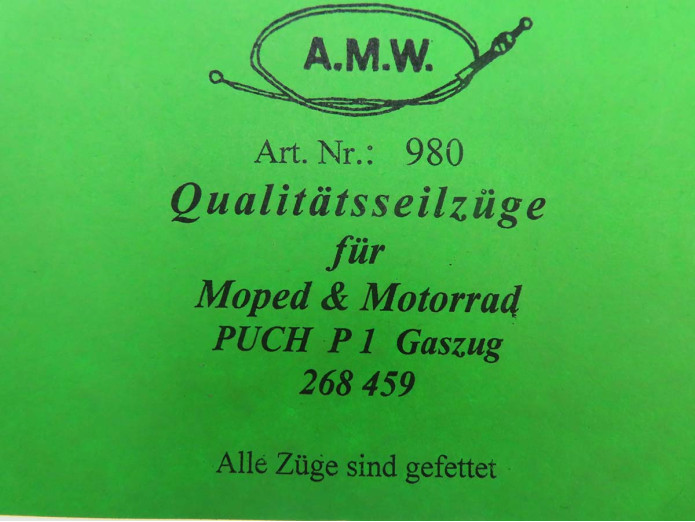 A.M.W.
Art. Nr.: 980
Qualitätsseilzüge
für
Moped & Motorrad
PUCH P 1 Gaszug
268 459
Alle Züge sind gefettet